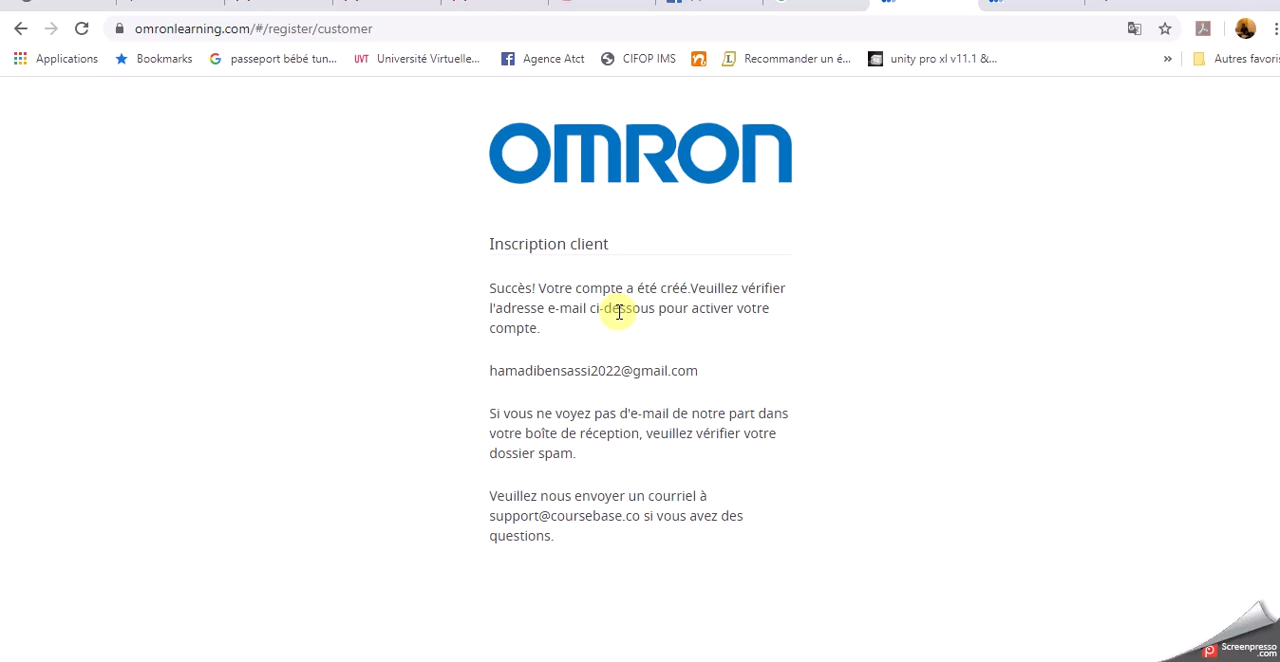 omronlearning.com/#/register/customer
Applications Bookmarks passeport bébé tun... UVT Université Virtuelle... Agence Atct CIFOP IMS Recommander un é... unity pro xl v11.1 &... » Autres favoris
OMRON
Inscription client
Succès! Votre compte a été créé.Veuillez vérifier
l'adresse e-mail ci-dessous pour activer votre
compte.
hamadibensassi2022@gmail.com
Si vous ne voyez pas d'e-mail de notre part dans
votre boîte de réception, veuillez vérifier votre
dossier spam.
Veuillez nous envoyer un courriel à
support@coursebase.co si vous avez des
questions.
Screenpresso
.com